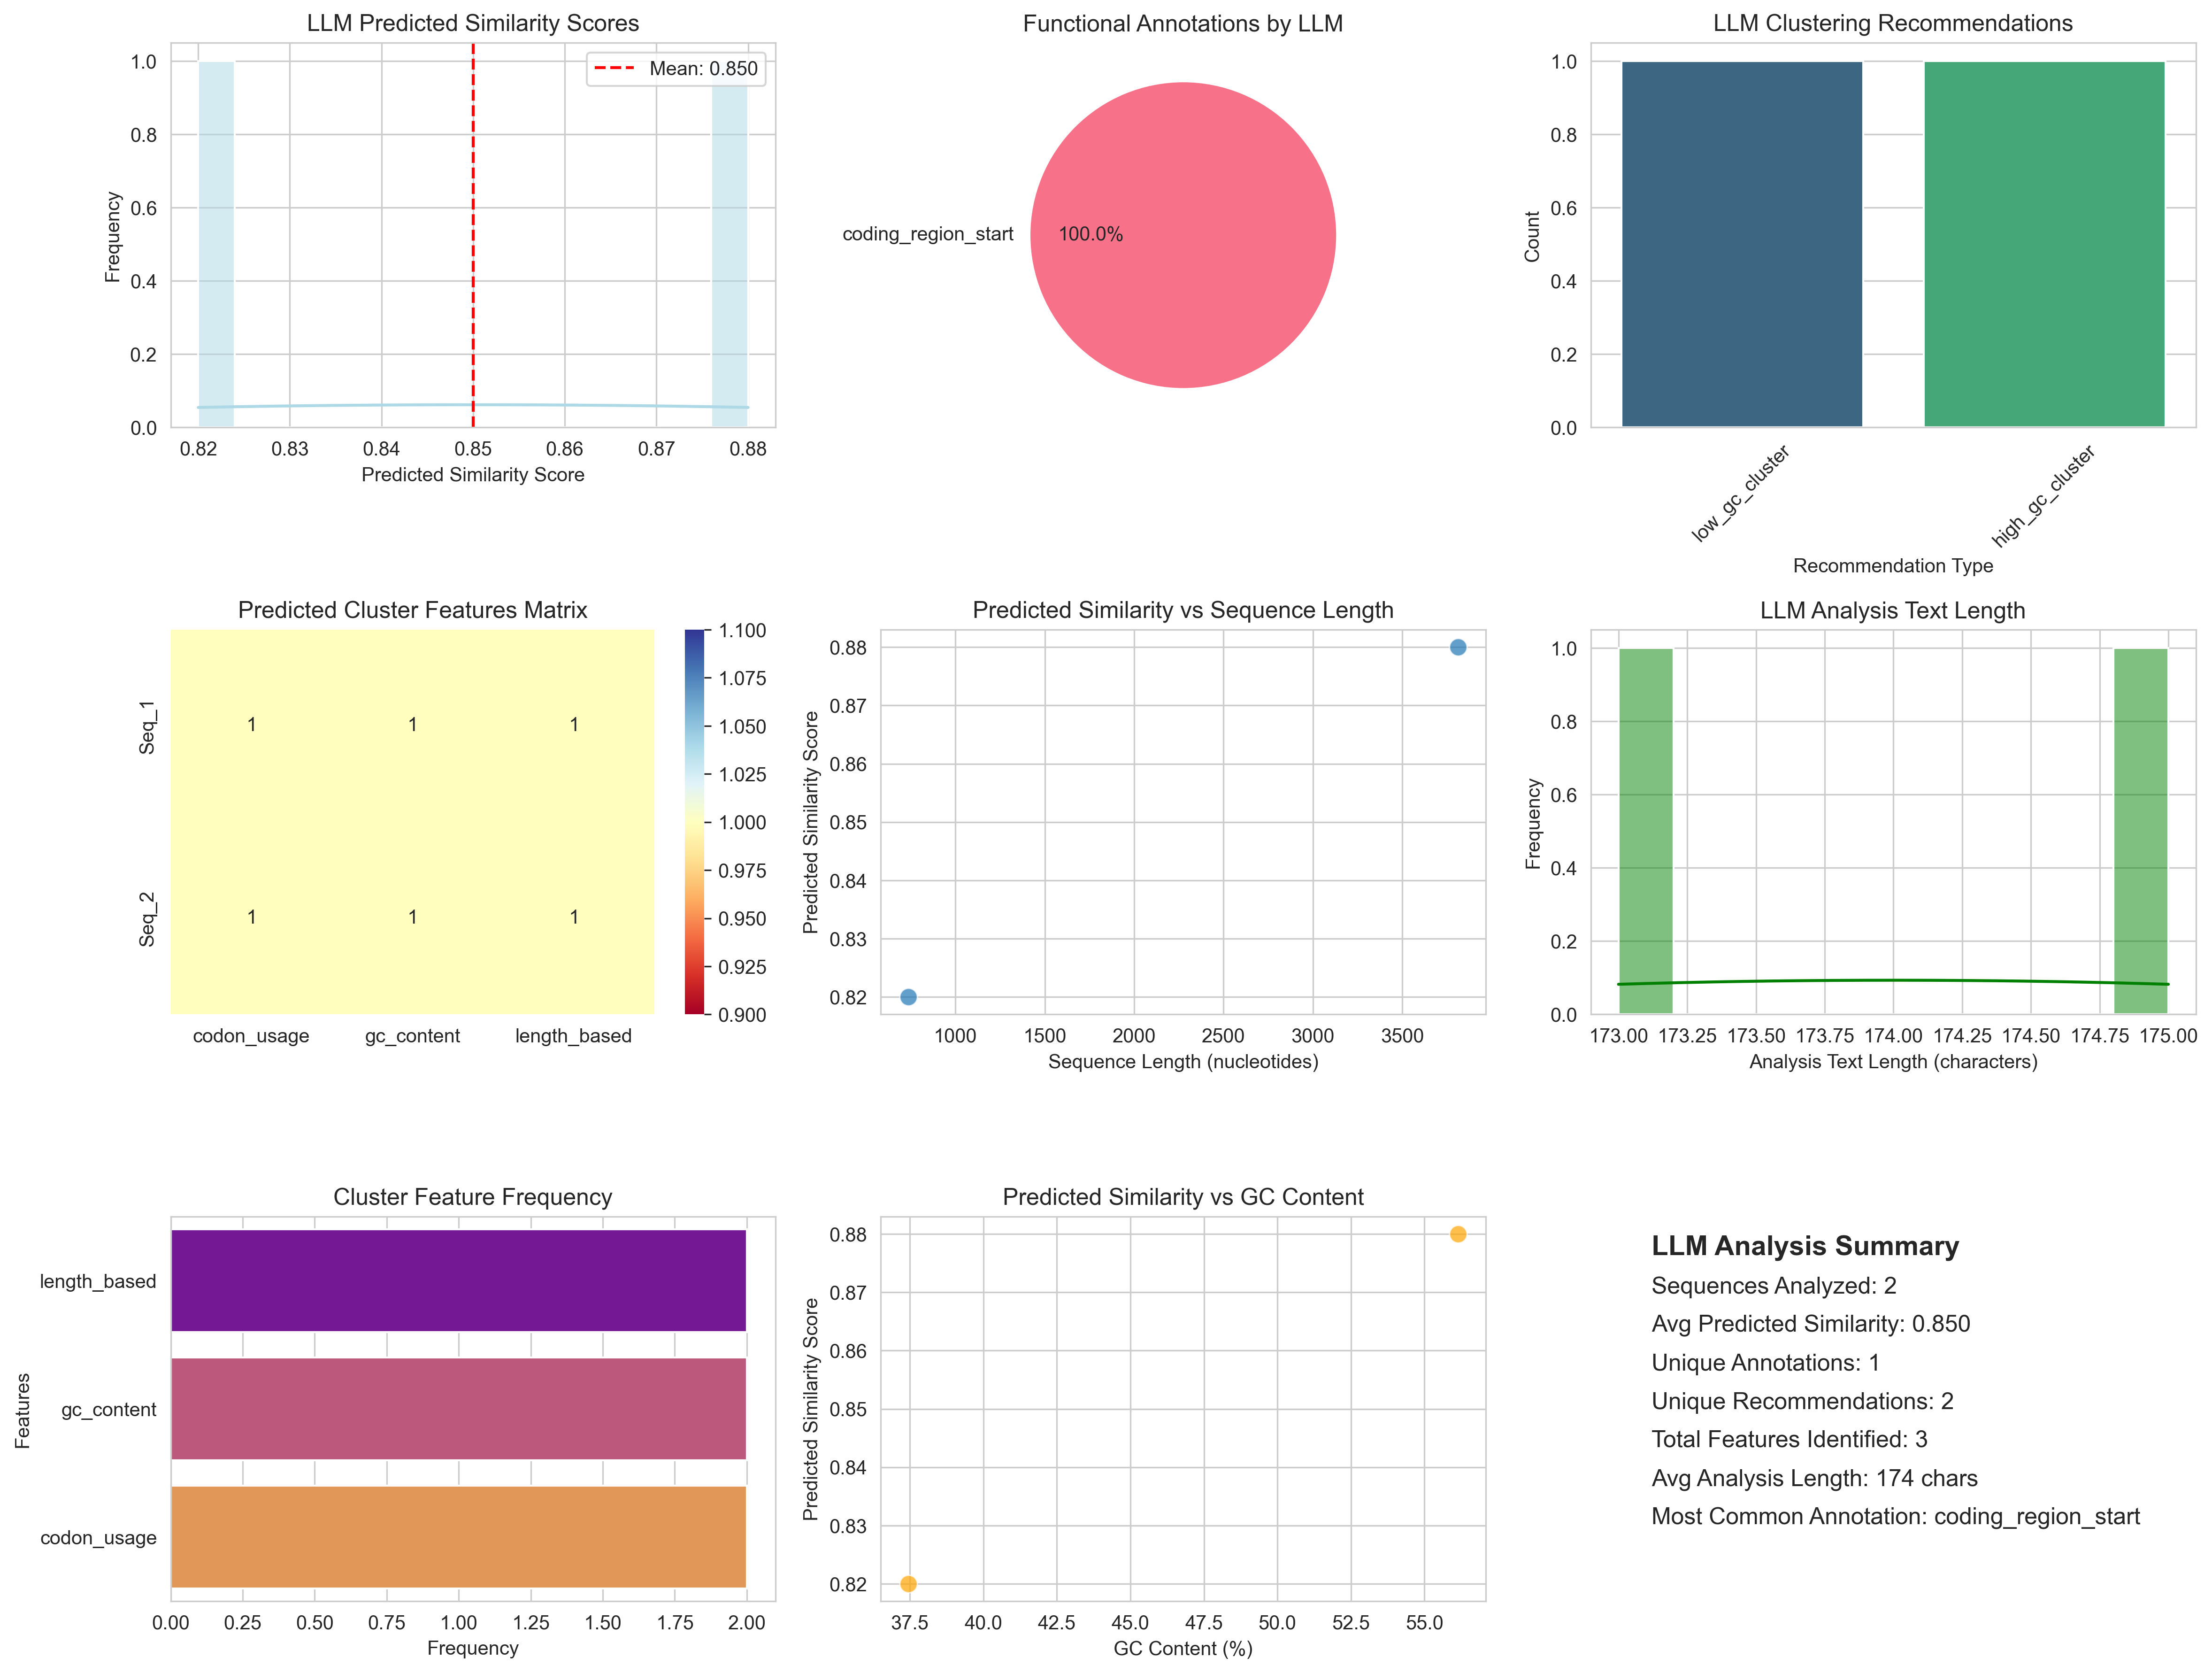 LLM Predicted Similarity Scores
1.0
0.8
0.6
0.4
0.2
0.0
Frequency
Mean: 0.850
0.82 0.83 0.84 0.85 0.86 0.87 0.88
Predicted Similarity Score
Functional Annotations by LLM
coding_region_start
100.0%
LLM Clustering Recommendations
1.0
0.8
0.6
0.4
0.2
0.0
Count
low_gc_cluster
high_gc_cluster
Recommendation Type
Predicted Cluster Features Matrix
Seq_1
1 1 1
Seq_2
1 1 1
codon_usage gc_content length_based
1.100
1.075
1.050
1.025
1.000
0.975
0.950
0.925
0.900
Predicted Similarity vs Sequence Length
0.88
0.87
0.86
0.85
0.84
0.83
0.82
Predicted Similarity Score
1000 1500 2000 2500 3000 3500
Sequence Length (nucleotides)
LLM Analysis Text Length
1.0
0.8
0.6
0.4
0.2
0.0
Frequency
173.00 173.25 173.50 173.75 174.00 174.25 174.50 174.75 175.00
Analysis Text Length (characters)
Cluster Feature Frequency
Features
length_based
gc_content
codon_usage
0.00 0.25 0.50 0.75 1.00 1.25 1.50 1.75 2.00
Frequency
Predicted Similarity vs GC Content
0.88
0.87
0.86
0.85
0.84
0.83
0.82
Predicted Similarity Score
37.5 40.0 42.5 45.0 47.5 50.0 52.5 55.0
GC Content (%)
LLM Analysis Summary
Sequences Analyzed: 2
Avg Predicted Similarity: 0.850
Unique Annotations: 1
Unique Recommendations: 2
Total Features Identified: 3
Avg Analysis Length: 174 chars
Most Common Annotation: coding_region_start